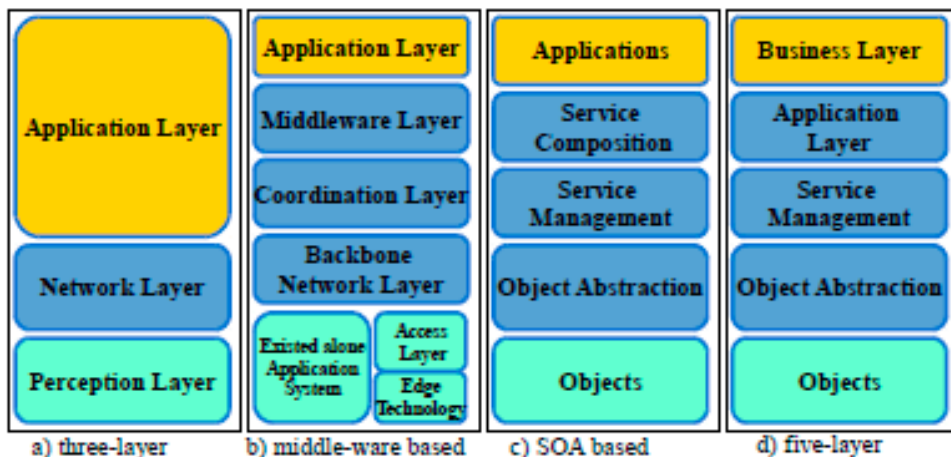 Application Layer
Network Layer
Perception Layer
a) three-layer
Application Layer
Middleware Layer
Coordination Layer
Backbone
Network Layer
Existed alone
Application
System
Access
Layer
Edge
Technology
b) middle-ware based
Applications
Service
Composition
Service
Management
Object Abstraction
Objects
c) SOA based
Business Layer
Application
Layer
Service
Management
Object Abstraction
Objects
d) five-layer